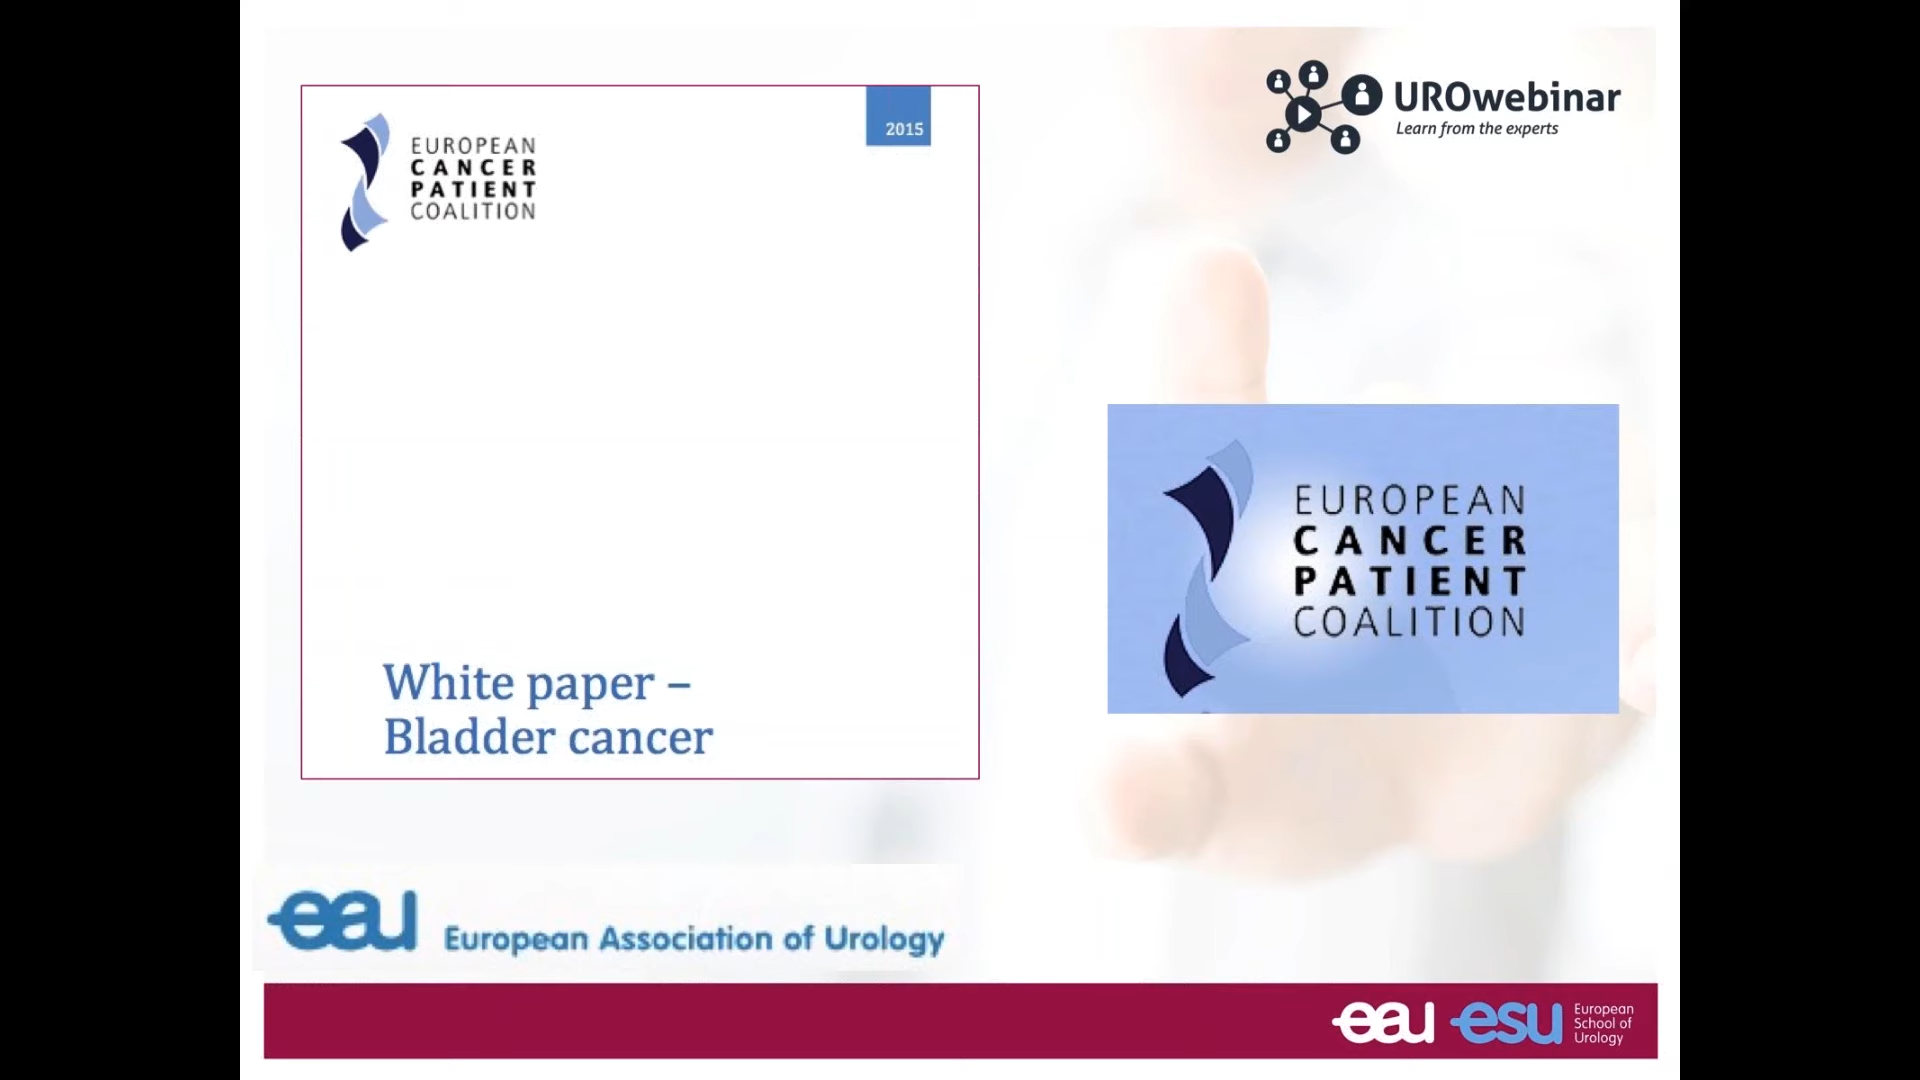 2015
EUROPEAN
CANCER
PATIENT
COALITION
White paper –
Bladder cancer
UROwebinar
Learn from the experts
EUROPEAN
CANCER
PATIENT
COALITION
eau European Association of Urology
eau esu European
School of
Urology